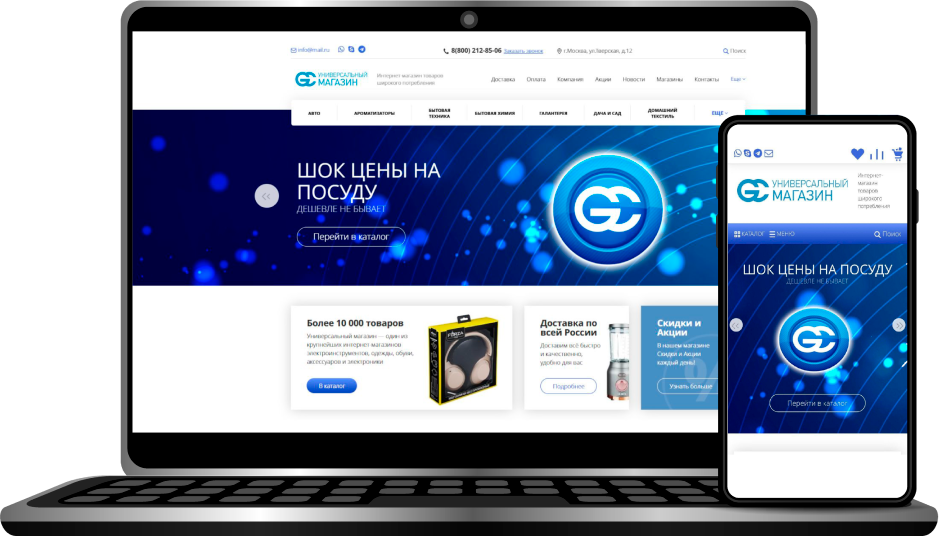 info@mail.ru
8(800) 212-85-06 Заказать звонок
г.Москва, ул.Тверская, д.12
Поиск
GC УНИВЕРСАЛЬНЫЙ
МАГАЗИН
Интернет-магазин товаров
широкого потребления
Доставка Оплата Компания Акции Новости Магазины Контакты Еще
АВТО АРОМАТИЗАТОРЫ БЫТОВАЯ ТЕХНИКА БЫТОВАЯ ХИМИЯ ГАЛАНТЕРЕЯ ДАЧА И САД ДОМАШНИЙ ТЕКСТИЛЬ ЕЩЕ
ШОК ЦЕНЫ НА
ПОСУДУ
ДЕШЕВЛЕ НЕ БЫВАЕТ
Перейти в каталог
GC
Более 10 000 товаров
Универсальный магазин — один из
крупнейших интернет магазинов
электроинструментов, одежды, обуви,
аксессуаров и электроники
В каталог
Доставка по
всей России
Доставим всё быстро
и качественно,
удобно для вас
Подробнее
Скидки и
Акции
В нашем магазине
Скидки и Акции
каждый день!
Узнать больше
GC УНИВЕРСАЛЬНЫЙ
МАГАЗИН
Интернет-
магазин
товаров
широкого
потребления
КАТАЛОГ МЕНЮ Поиск
ШОК ЦЕНЫ НА ПОСУДУ
ДЕШЕВЛЕ НЕ БЫВАЕТ
GC
Перейти в каталог